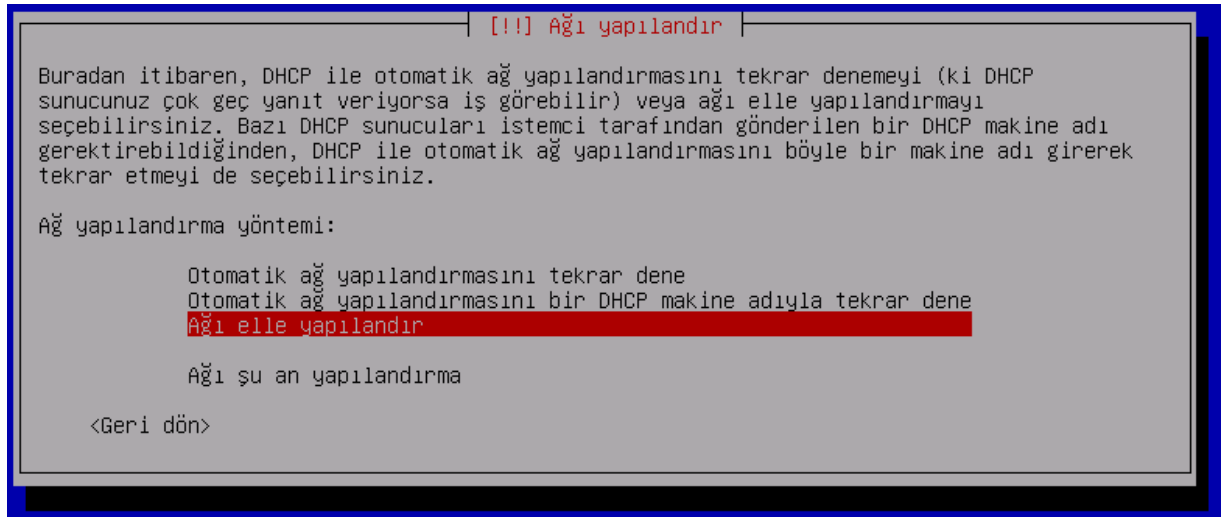 [!!] Ağı yapılandır
Buradan itibaren, DHCP ile otomatik ağ yapılandırmasını tekrar denemeyi (ki DHCP
sunucunuz çok geç yanıt veriyorsa iş görebilir) veya ağı elle yapılandırmayı
seçebilirsiniz. Bazı DHCP sunucuları istemci tarafından gönderilen bir DHCP makine adı
gerektirebildiğinden, DHCP ile otomatik ağ yapılandırmasını böyle bir makine adı girerek
tekrar etmeyi de seçebilirsiniz.
Ağ yapılandırma yöntemi:
Otomatik ağ yapılandırmasını tekrar dene
Otomatik ağ yapılandırmasını bir DHCP makine adıyla tekrar dene
Ağı elle yapılandır
Ağı şu an yapılandırma
<Geri dön>